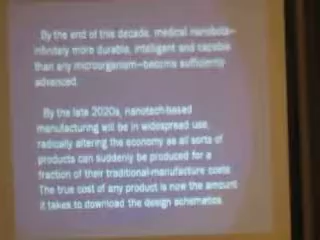 By the end of this decade, medical nanobots—
infinitely more durable, intelligent and capable
than any microorganism—become sufficiently
advanced.
By the late 2020s, nanotech-based
manufacturing will be in widespread use,
radically altering the economy as all sorts of
products can suddenly be produced for a
fraction of their traditional-manufacture costs.
The true cost of any product is now the amount
it takes to download the design schematics.